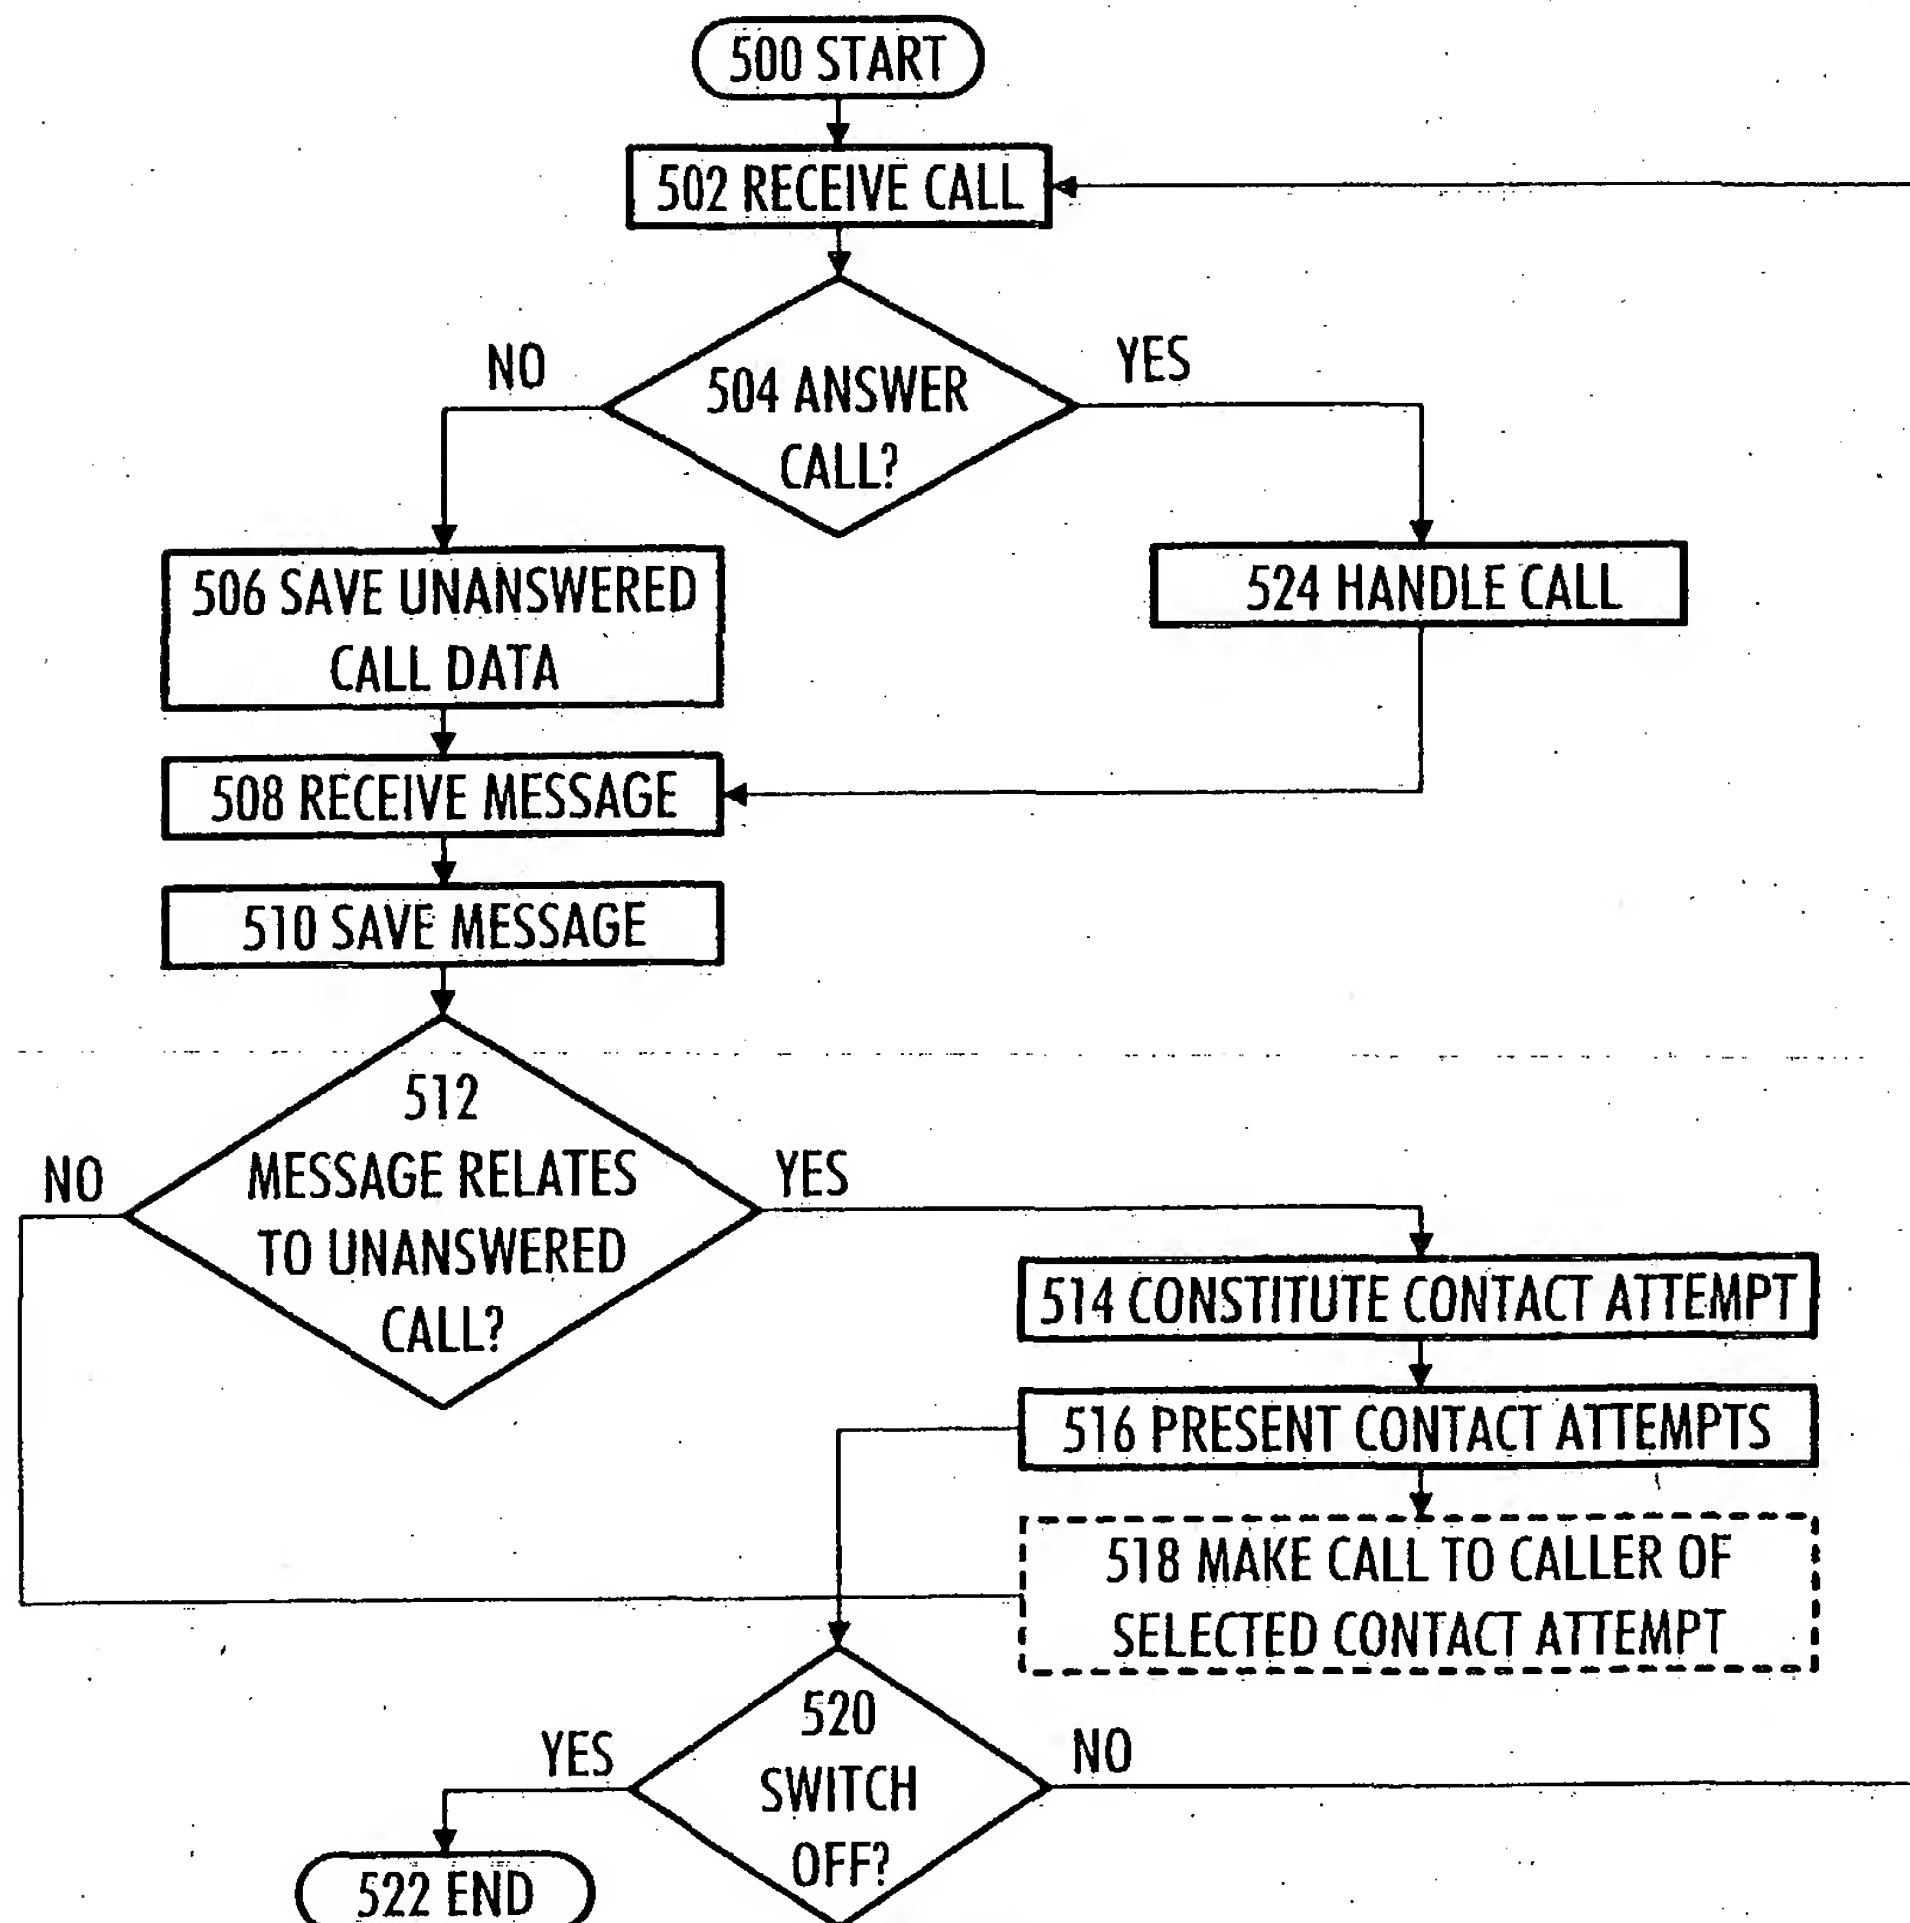 500 START
502 RECEIVE CALL
NO
504 ANSWER
CALL?
YES
506 SAVE UNANSWERED
CALL DATA
524 HANDLE CALL
508 RECEIVE MESSAGE
510 SAVE MESSAGE
NO
512
MESSAGE RELATES
TO UNANSWERED
CALL?
YES
514 CONSTITUTE CONTACT ATTEMPT
516 PRESENT CONTACT ATTEMPTS
518 MAKE CALL TO CALLER OF
SELECTED CONTACT ATTEMPT
YES
520
SWITCH
OFF?
NO
522 END